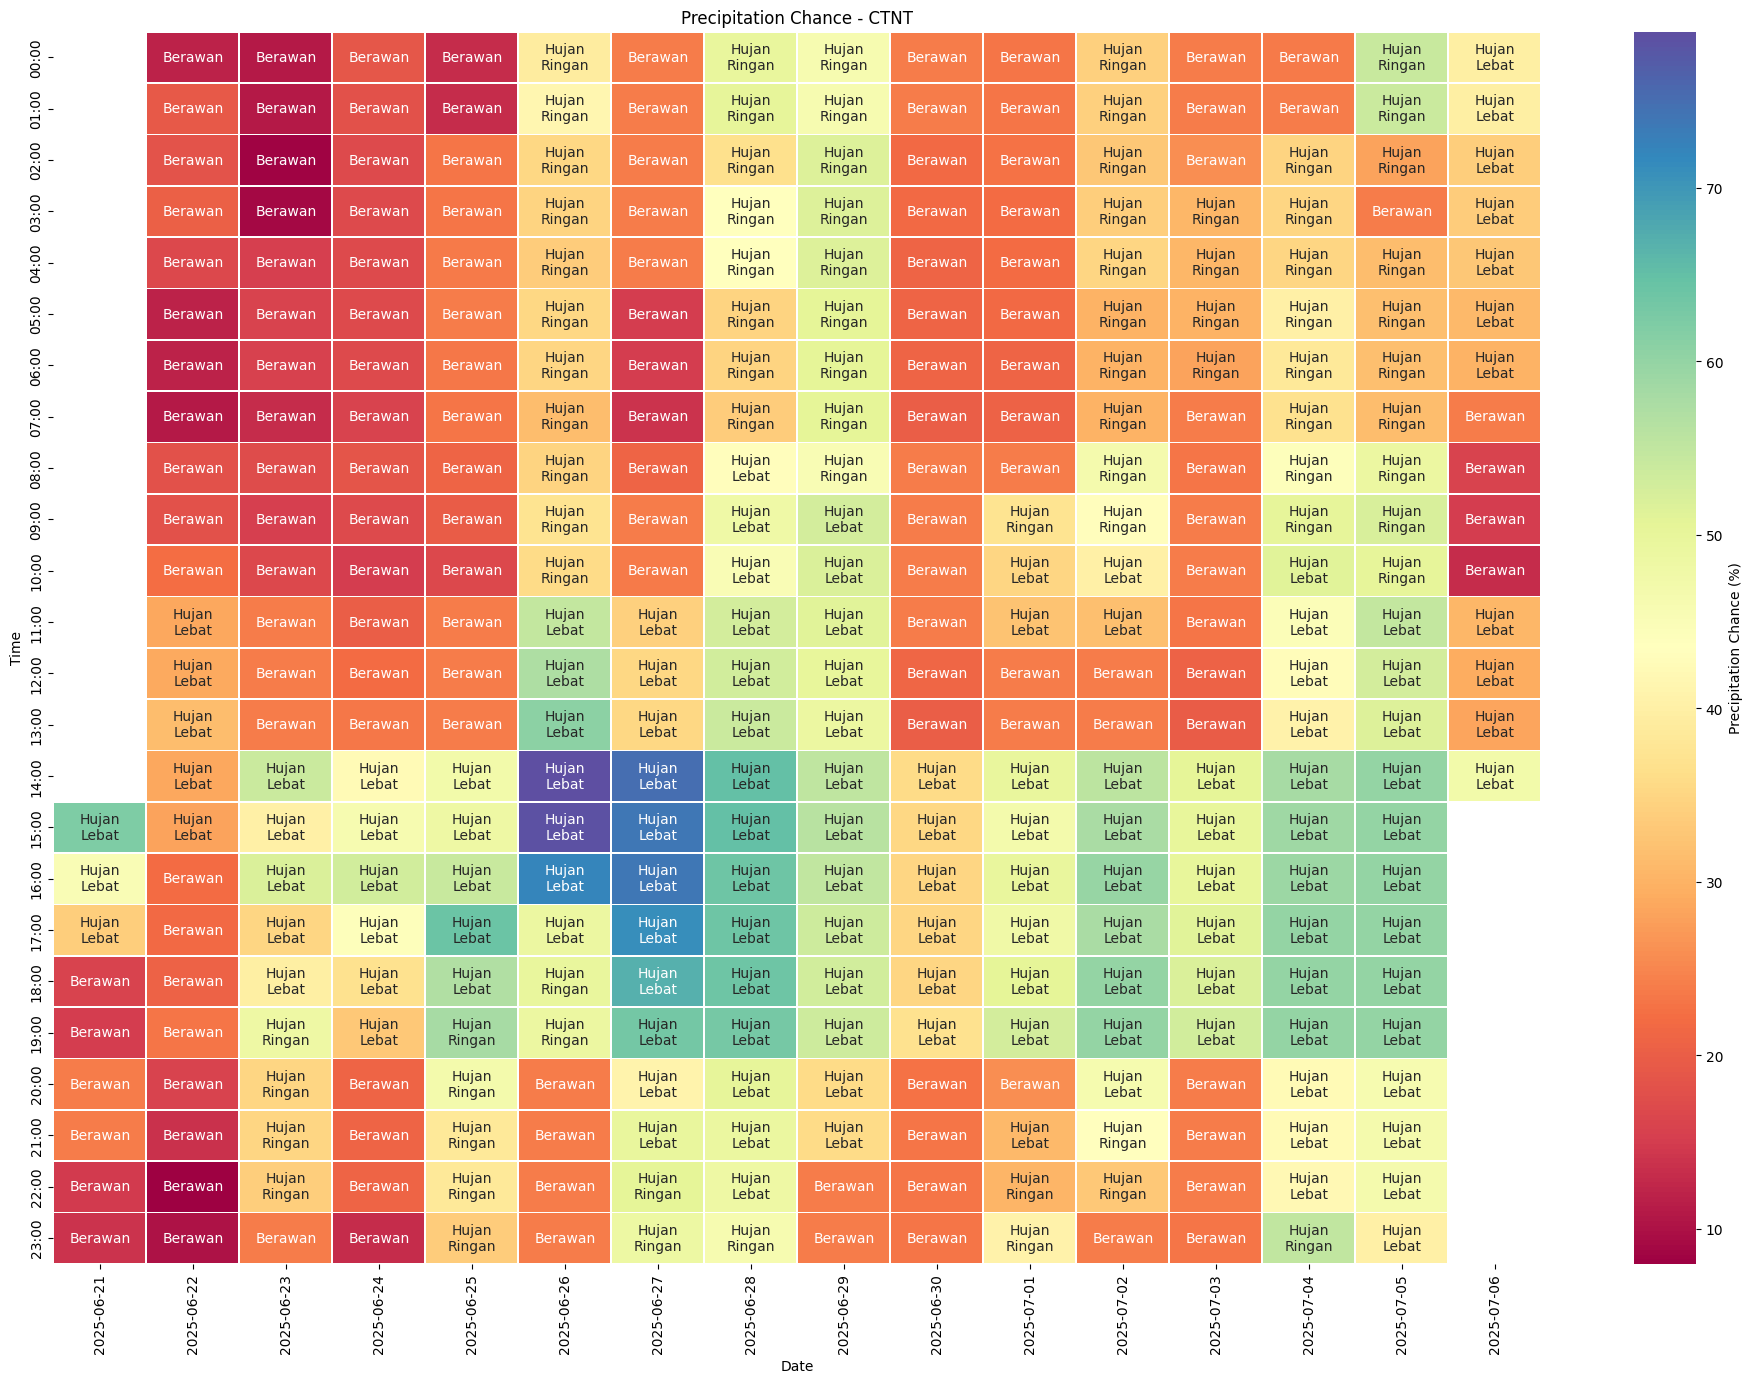 Precipitation Chance - CTNT
00:00 Berawan Berawan Berawan Berawan Hujan Ringan Berawan Hujan Ringan Hujan Ringan Berawan Berawan Hujan Ringan Berawan Berawan Hujan Ringan Hujan Lebat
01:00 Berawan Berawan Berawan Berawan Hujan Ringan Berawan Hujan Ringan Hujan Ringan Berawan Berawan Hujan Ringan Berawan Berawan Hujan Ringan Hujan Lebat
02:00 Berawan Berawan Berawan Berawan Hujan Ringan Berawan Hujan Ringan Hujan Ringan Berawan Berawan Hujan Ringan Berawan Hujan Ringan Hujan Ringan Hujan Lebat
03:00 Berawan Berawan Berawan Berawan Hujan Ringan Berawan Hujan Ringan Hujan Ringan Berawan Berawan Hujan Ringan Hujan Ringan Hujan Ringan Berawan Hujan Lebat
04:00 Berawan Berawan Berawan Berawan Hujan Ringan Berawan Hujan Ringan Hujan Ringan Berawan Berawan Hujan Ringan Hujan Ringan Hujan Ringan Hujan Ringan Hujan Lebat
05:00 Berawan Berawan Berawan Berawan Hujan Ringan Berawan Hujan Ringan Hujan Ringan Berawan Berawan Hujan Ringan Hujan Ringan Hujan Ringan Hujan Ringan Hujan Lebat
06:00 Berawan Berawan Berawan Berawan Hujan Ringan Berawan Hujan Ringan Hujan Ringan Berawan Berawan Hujan Ringan Hujan Ringan Hujan Ringan Hujan Ringan Hujan Lebat
07:00 Berawan Berawan Berawan Berawan Hujan Ringan Berawan Hujan Ringan Hujan Ringan Berawan Berawan Hujan Ringan Berawan Hujan Ringan Hujan Ringan Berawan
08:00 Berawan Berawan Berawan Berawan Hujan Ringan Berawan Hujan Lebat Hujan Ringan Berawan Berawan Hujan Ringan Berawan Hujan Ringan Hujan Ringan Berawan
09:00 Berawan Berawan Berawan Berawan Hujan Ringan Berawan Hujan Lebat Hujan Lebat Berawan Hujan Ringan Hujan Ringan Berawan Hujan Ringan Hujan Ringan Berawan
10:00 Berawan Berawan Berawan Berawan Hujan Ringan Berawan Hujan Lebat Hujan Lebat Berawan Hujan Lebat Hujan Lebat Berawan Hujan Lebat Hujan Ringan Berawan
11:00 Hujan Lebat Berawan Berawan Berawan Hujan Lebat Hujan Lebat Hujan Lebat Hujan Lebat Berawan Hujan Lebat Hujan Lebat Berawan Hujan Lebat Hujan Lebat Hujan Lebat
12:00 Hujan Lebat Berawan Berawan Berawan Hujan Lebat Hujan Lebat Hujan Lebat Hujan Lebat Berawan Berawan Berawan Berawan Hujan Lebat Hujan Lebat Hujan Lebat
13:00 Hujan Lebat Berawan Berawan Berawan Hujan Lebat Hujan Lebat Hujan Lebat Hujan Lebat Berawan Berawan Berawan Berawan Hujan Lebat Hujan Lebat Hujan Lebat
14:00 Hujan Lebat Hujan Lebat Hujan Lebat Hujan Lebat Hujan Lebat Hujan Lebat Hujan Lebat Hujan Lebat Hujan Lebat Hujan Lebat Hujan Lebat Hujan Lebat Hujan Lebat Hujan Lebat Hujan Lebat
15:00 Hujan Lebat Hujan Lebat Hujan Lebat Hujan Lebat Hujan Lebat Hujan Lebat Hujan Lebat Hujan Lebat Hujan Lebat Hujan Lebat Hujan Lebat Hujan Lebat Hujan Lebat Hujan Lebat Hujan Lebat
16:00 Hujan Lebat Berawan Hujan Lebat Hujan Lebat Hujan Lebat Hujan Lebat Hujan Lebat Hujan Lebat Hujan Lebat Hujan Lebat Hujan Lebat Hujan Lebat Hujan Lebat Hujan Lebat Hujan Lebat
17:00 Hujan Lebat Berawan Hujan Lebat Hujan Lebat Hujan Lebat Hujan Lebat Hujan Lebat Hujan Lebat Hujan Lebat Hujan Lebat Hujan Lebat Hujan Lebat Hujan Lebat Hujan Lebat Hujan Lebat
18:00 Berawan Berawan Hujan Lebat Hujan Lebat Hujan Lebat Hujan Ringan Hujan Lebat Hujan Lebat Hujan Lebat Hujan Lebat Hujan Lebat Hujan Lebat Hujan Lebat Hujan Lebat Hujan Lebat
19:00 Berawan Berawan Hujan Ringan Hujan Lebat Hujan Ringan Hujan Ringan Hujan Lebat Hujan Lebat Hujan Lebat Hujan Lebat Hujan Lebat Hujan Lebat Hujan Lebat Hujan Lebat Hujan Lebat
20:00 Berawan Berawan Hujan Ringan Berawan Hujan Ringan Berawan Hujan Lebat Hujan Lebat Hujan Lebat Berawan Berawan Hujan Lebat Berawan Hujan Lebat Hujan Lebat
21:00 Berawan Berawan Hujan Ringan Berawan Hujan Ringan Berawan Hujan Lebat Hujan Lebat Hujan Lebat Berawan Hujan Lebat Hujan Ringan Berawan Hujan Lebat Hujan Lebat
22:00 Berawan Berawan Hujan Ringan Berawan Hujan Ringan Berawan Hujan Ringan Hujan Lebat Berawan Berawan Hujan Ringan Hujan Ringan Berawan Hujan Lebat Hujan Lebat
23:00 Berawan Berawan Berawan Berawan Hujan Ringan Berawan Hujan Ringan Hujan Ringan Berawan Berawan Hujan Ringan Berawan Berawan Hujan Ringan Hujan Lebat
Time
2025-06-21 2025-06-22 2025-06-23 2025-06-24 2025-06-25 2025-06-26 2025-06-27 2025-06-28 2025-06-29 2025-06-30 2025-07-01 2025-07-02 2025-07-03 2025-07-04 2025-07-05 2025-07-06
Date
70
60
50
40
30
20
10
Precipitation Chance (%)